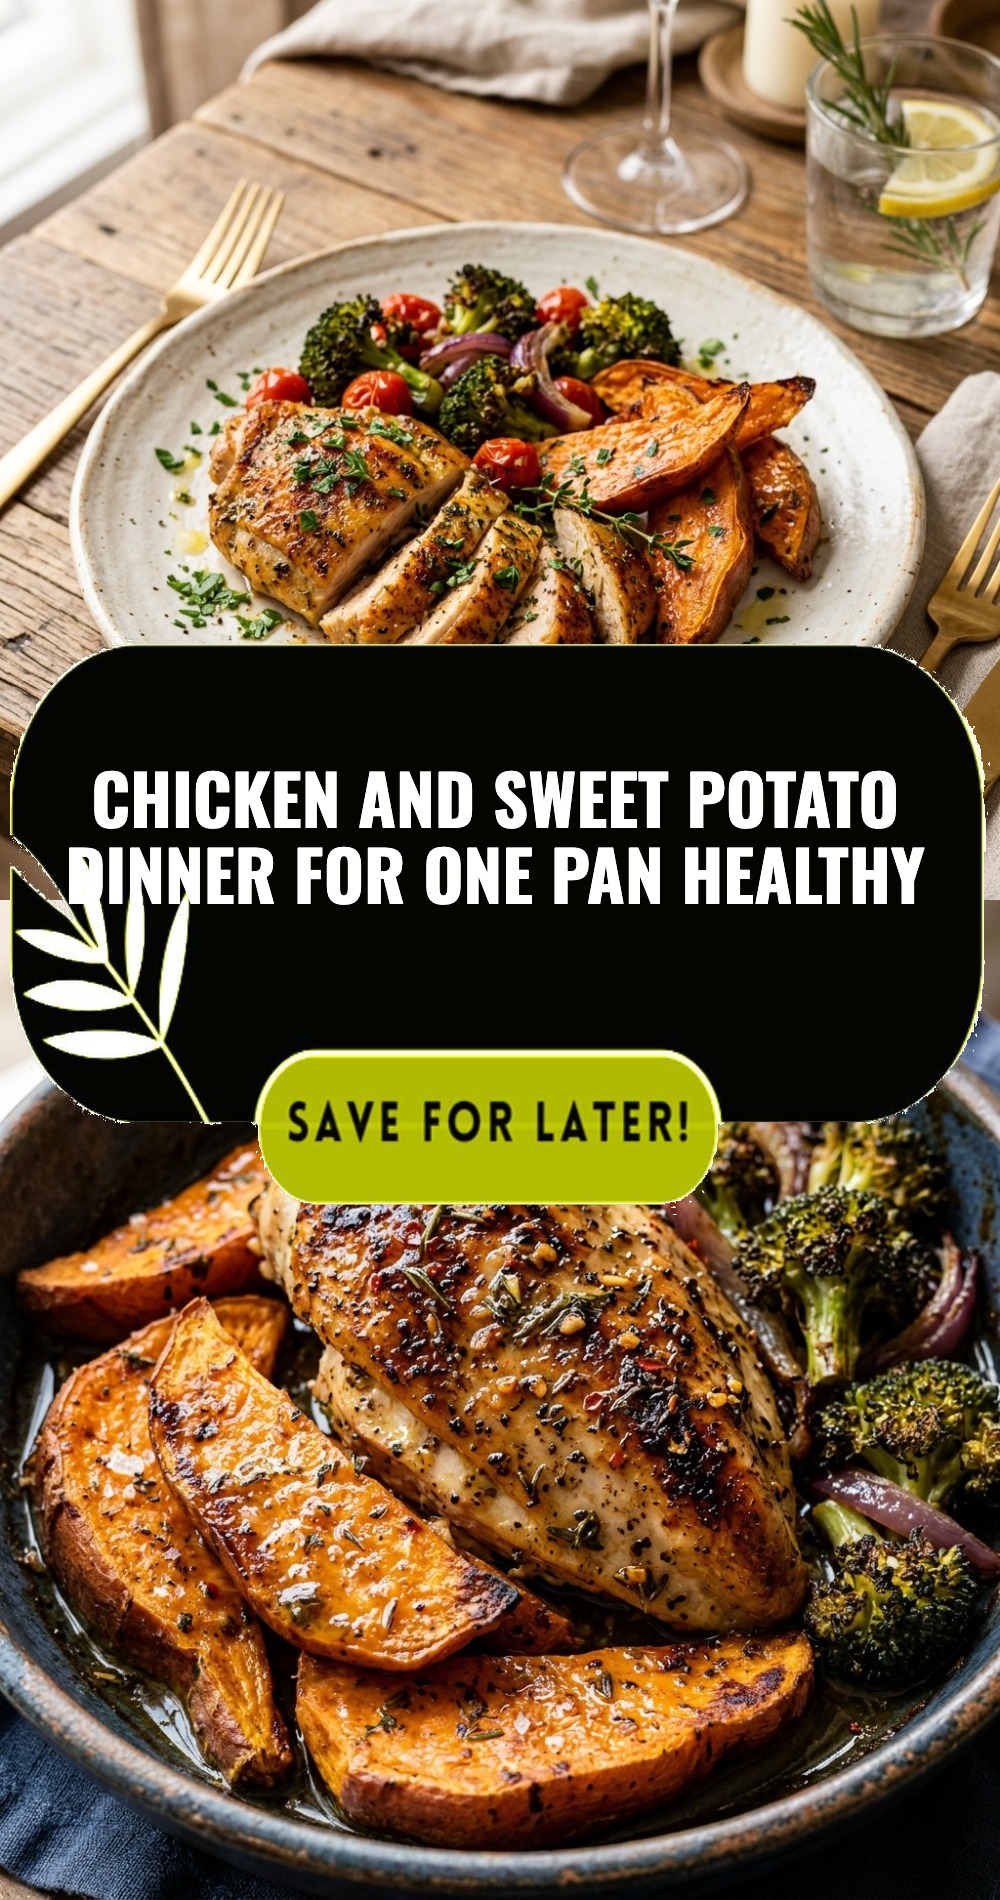 CHICKEN AND SWEET POTATO
DINNER FOR ONE PAN HEALTHY
SAVE FOR LATER!